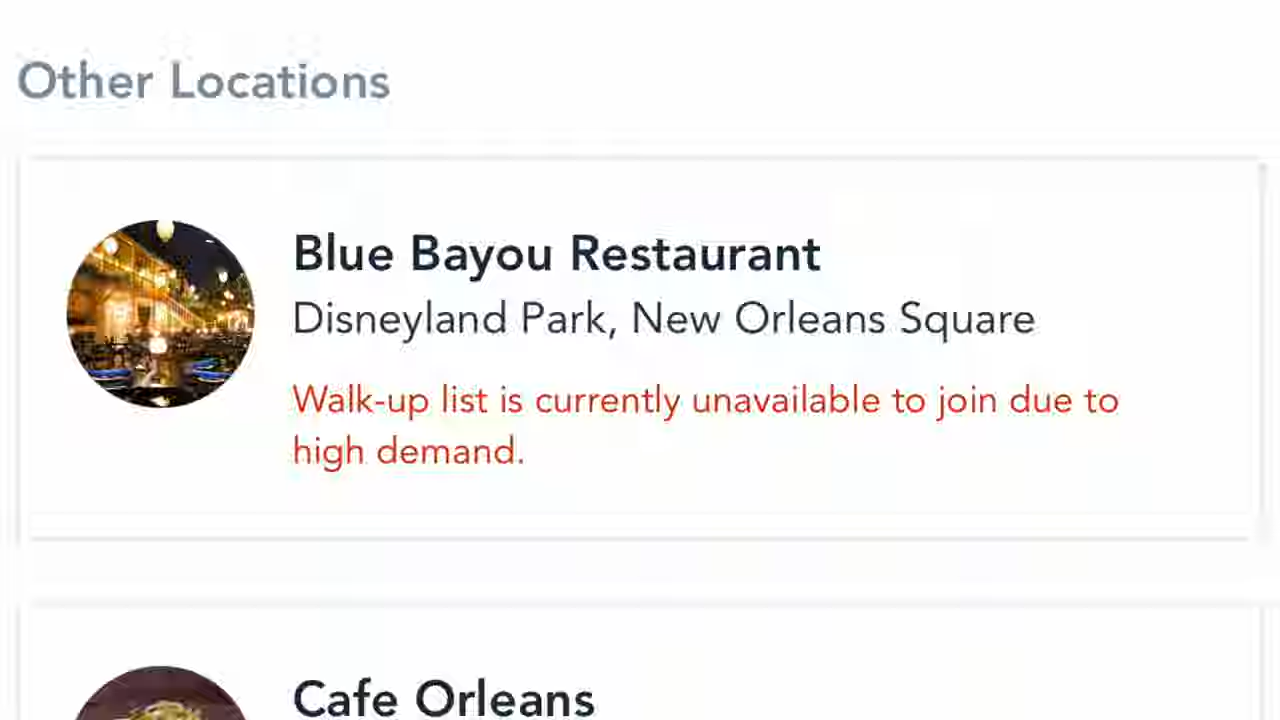 Other Locations
Blue Bayou Restaurant
Disneyland Park, New Orleans Square
Walk-up list is currently unavailable to join due to
high demand.
Cafe Orleans